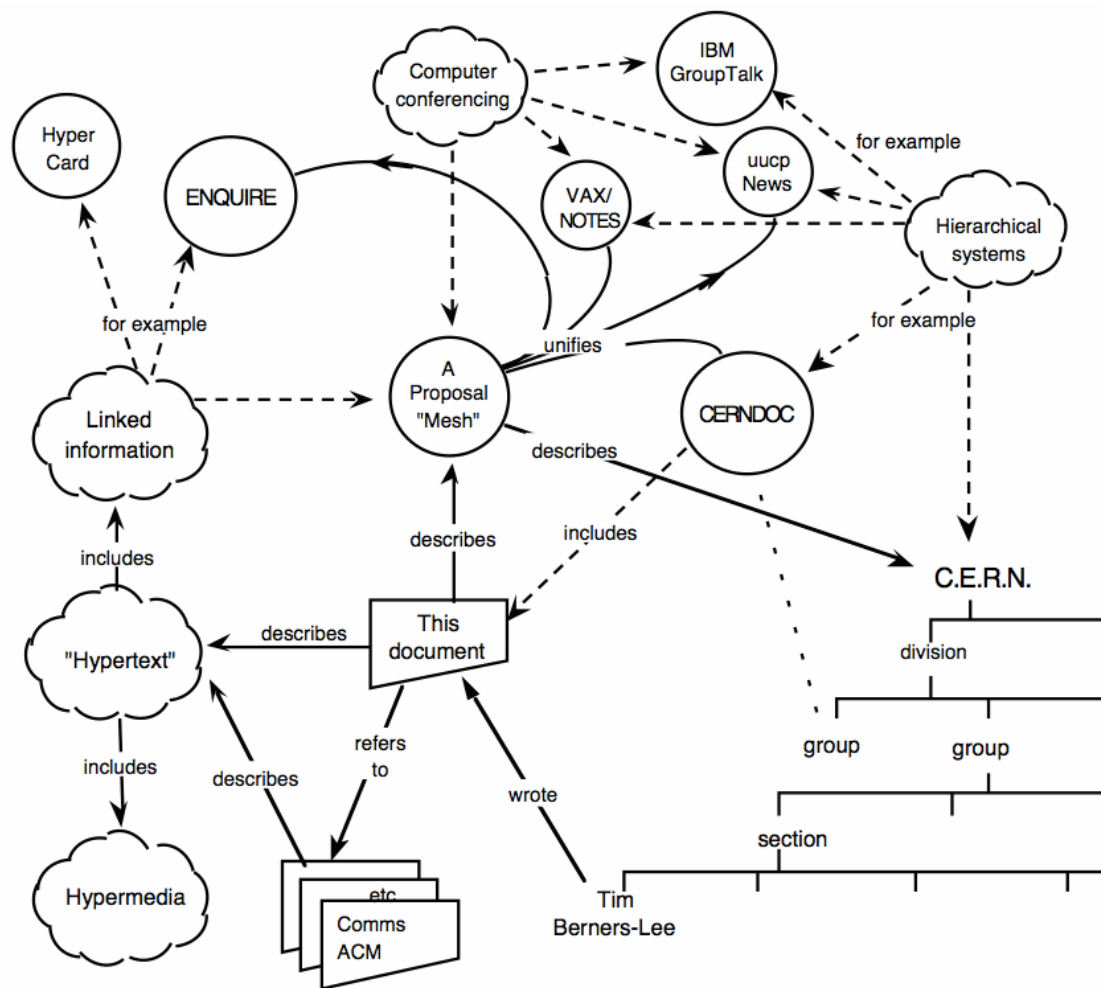 IBM
GroupTalk
Computer
conferencing
Hyper
Card
for example
uucp
News
ENQUIRE
VAX/
NOTES
Hierarchical
systems
for example
for example
unifies
A
Proposal
"Mesh"
CERNDOC
Linked
information
describes
includes
includes
describes
C.E.R.N.
This
document
describes
division
"Hypertext"
refers
to
group
group
includes
describes
wrote
section
Hypermedia
etc
Tim
Berners-Lee
Comms
ACM